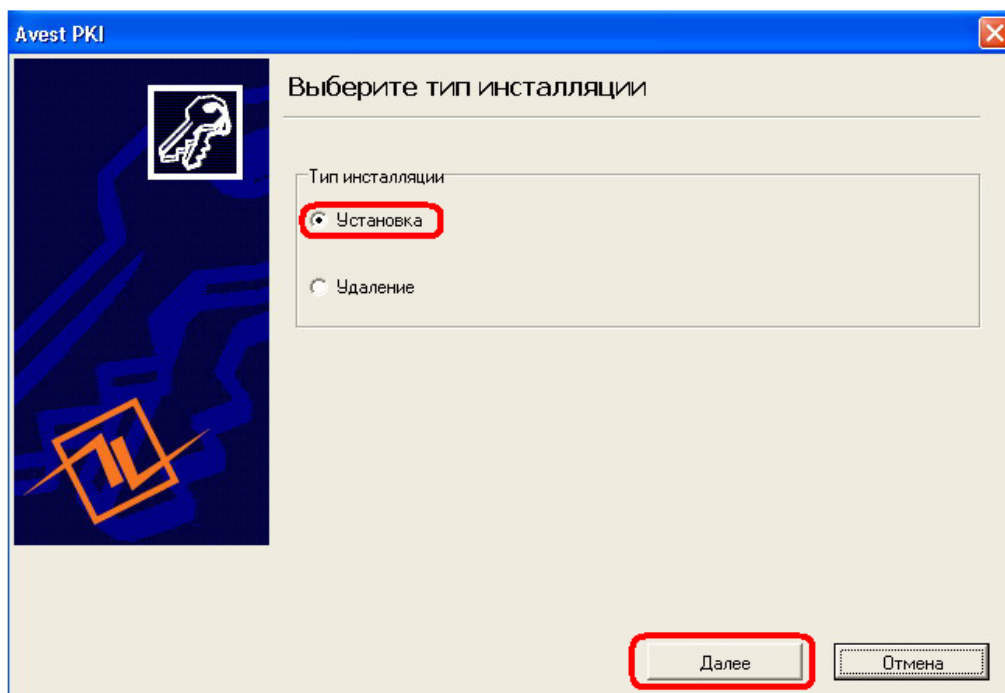 Avest PKI
Выберите тип инсталляции
Тип инсталляции
Установка
Удаление
Далее
Отмена